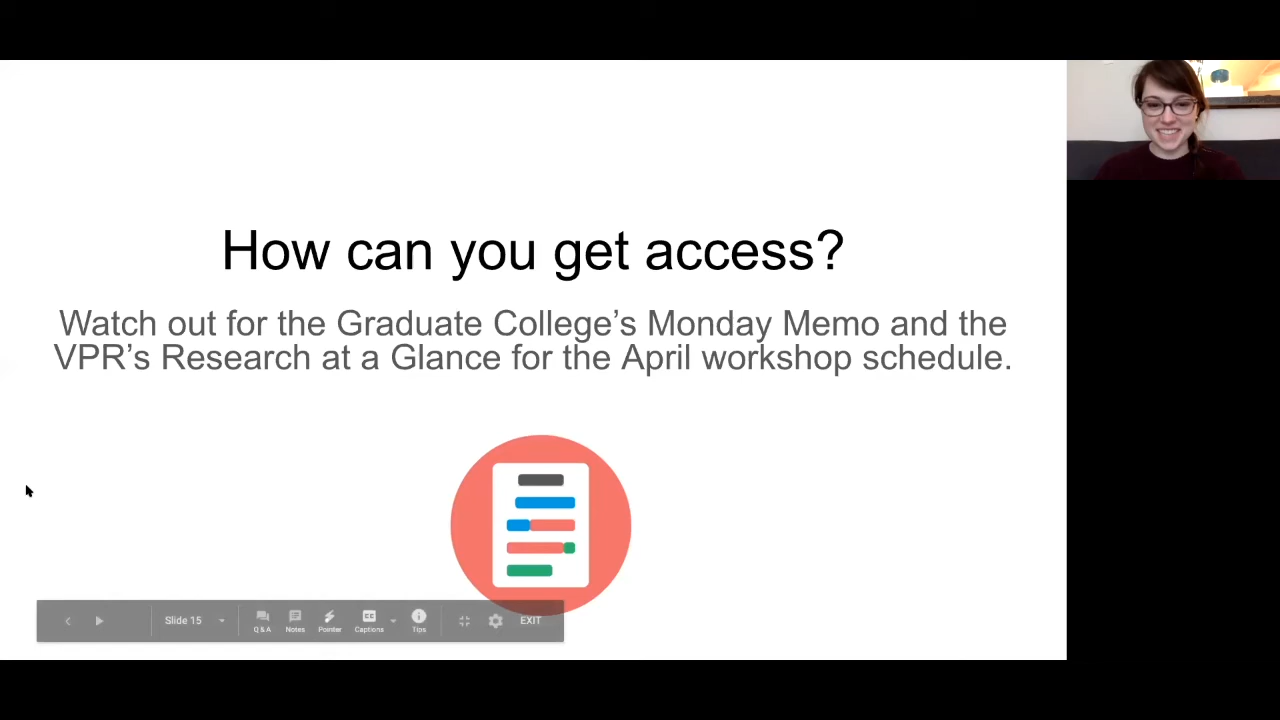 How can you get access?
Watch out for the Graduate College’s Monday Memo and the
VPR’s Research at a Glance for the April workshop schedule.
Slide 15
Q & A
Notes
Pointer
CC
Captions
Tips
EXIT